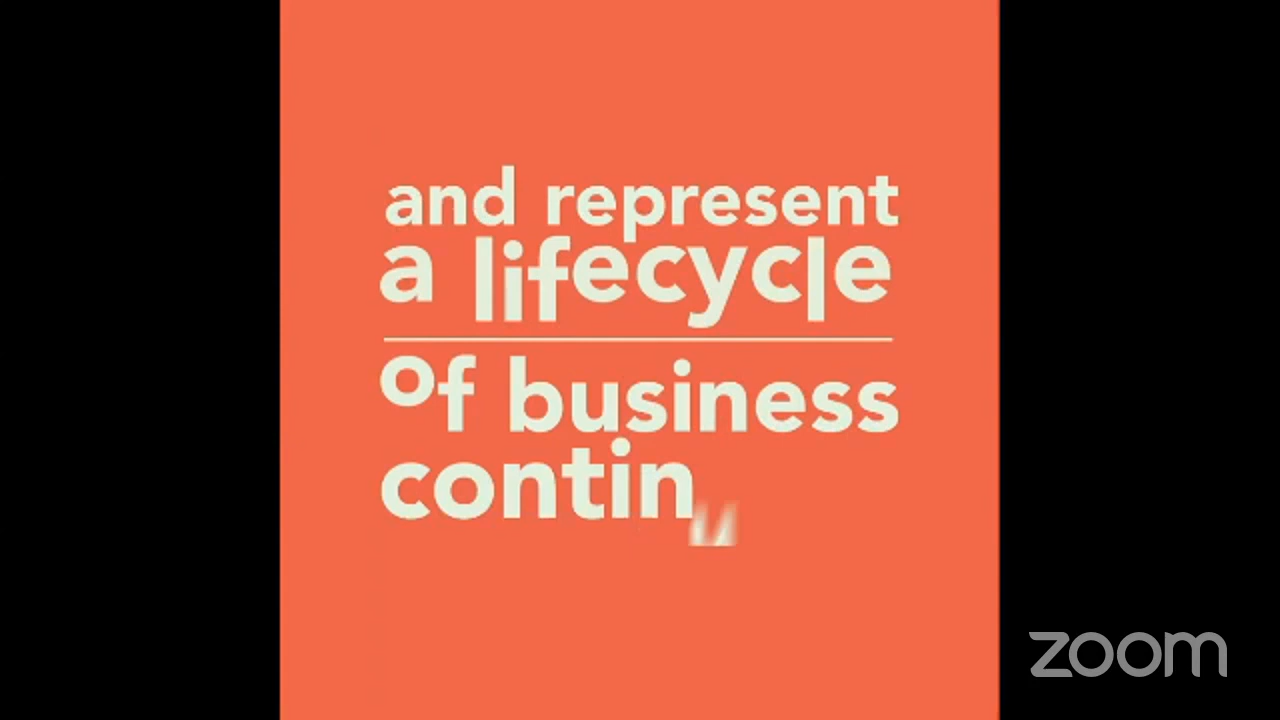 and represent
a lifecycle
of business
contin
zoom